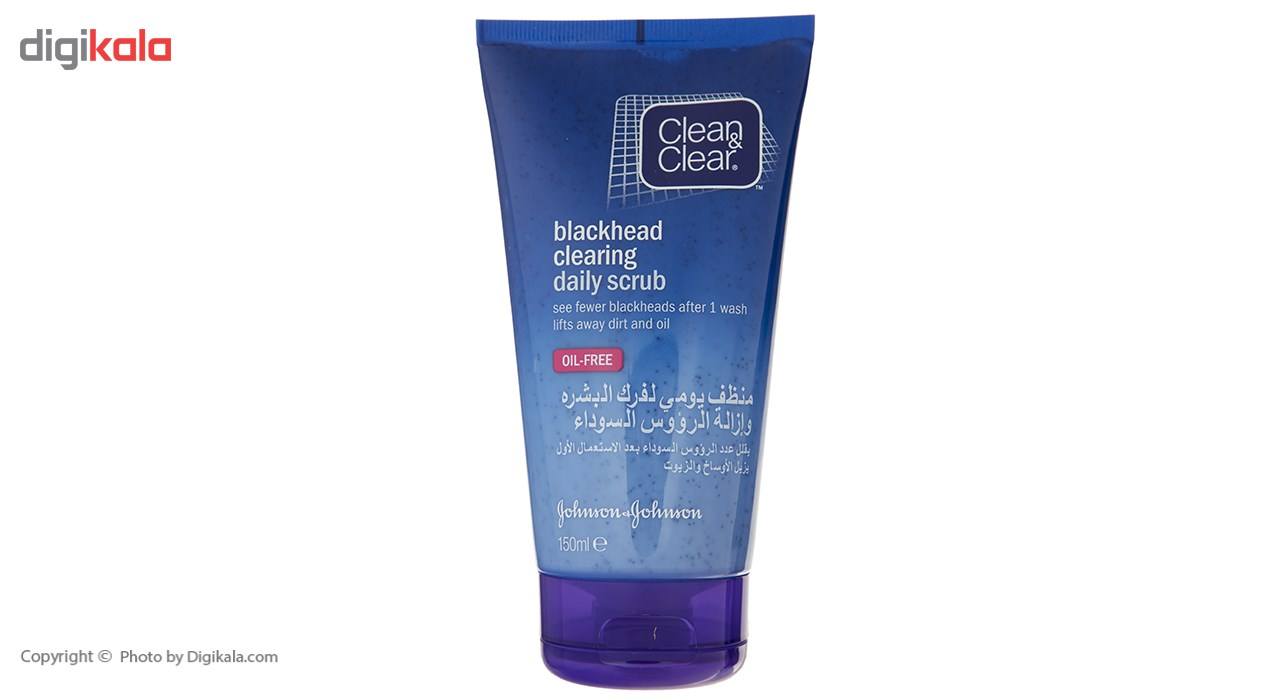 digikala
Clean
&
Clear®
™
blackhead
clearing
daily scrub
see fewer blackheads after 1 wash
lifts away dirt and oil
OIL-FREE
منظف يومي لفرك البشره
وإزالة الرؤوس السوداء
يقلل عدد الرؤوس السوداء بعد الاستعمال الأول
يزيل الأوساخ والزيوت
Johnson & Johnson
150ml ℮
Copyright © Photo by Digikala.com